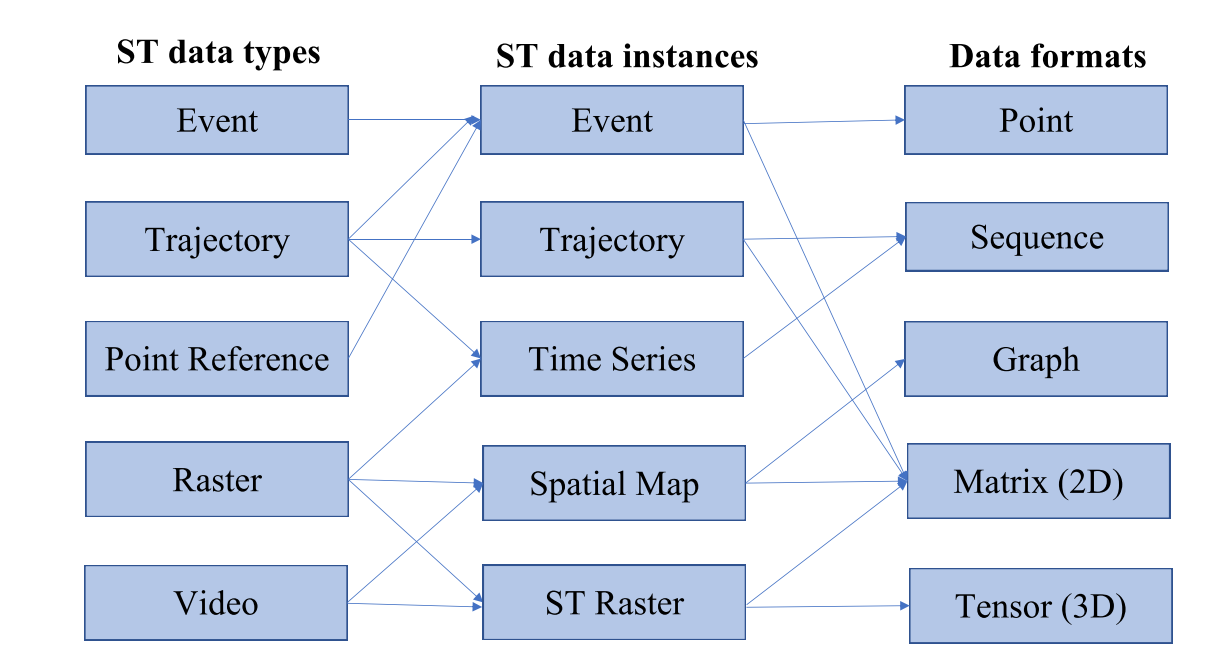 ST data types
ST data instances
Data formats
Event
Event
Point
Trajectory
Trajectory
Sequence
Point Reference
Time Series
Graph
Raster
Spatial Map
Matrix (2D)
Video
ST Raster
Tensor (3D)